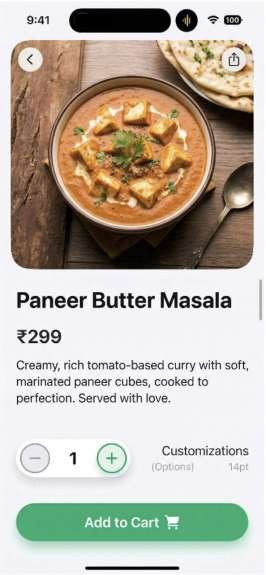 9:41
100
Paneer Butter Masala
₹299
Creamy, rich tomato-based curry with soft,
marinated paneer cubes, cooked to
perfection. Served with love.
1
Customizations
(Options) 14pt
Add to Cart